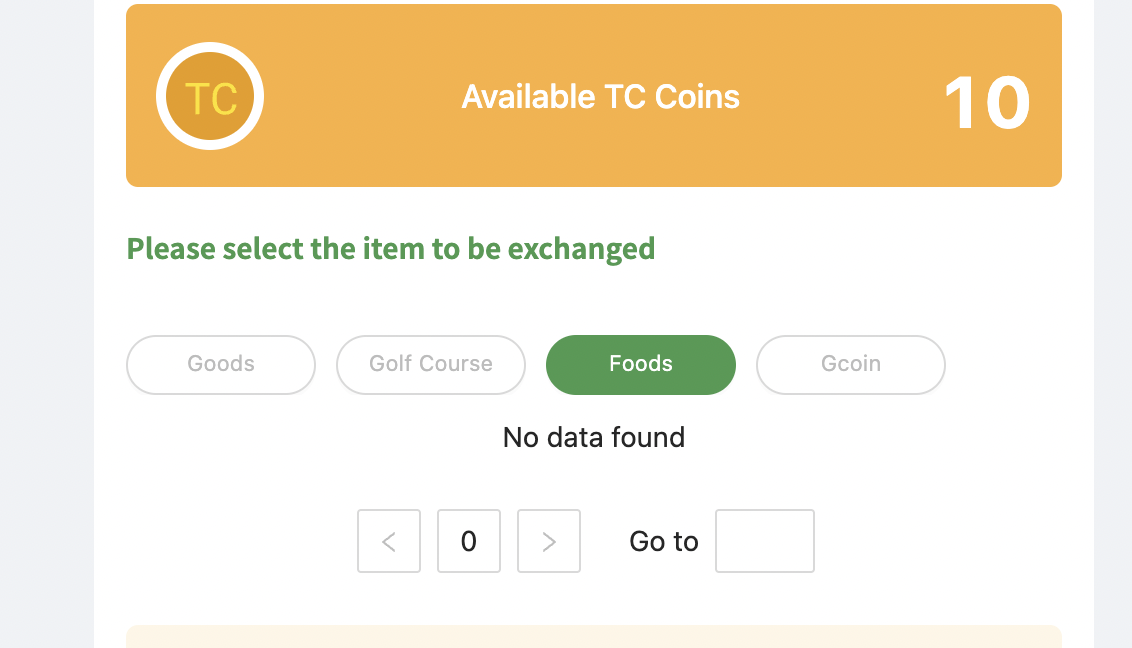 TC
Available TC Coins
10
Please select the item to be exchanged
Goods
Golf Course
Foods
Gcoin
No data found
< 0 > Go to